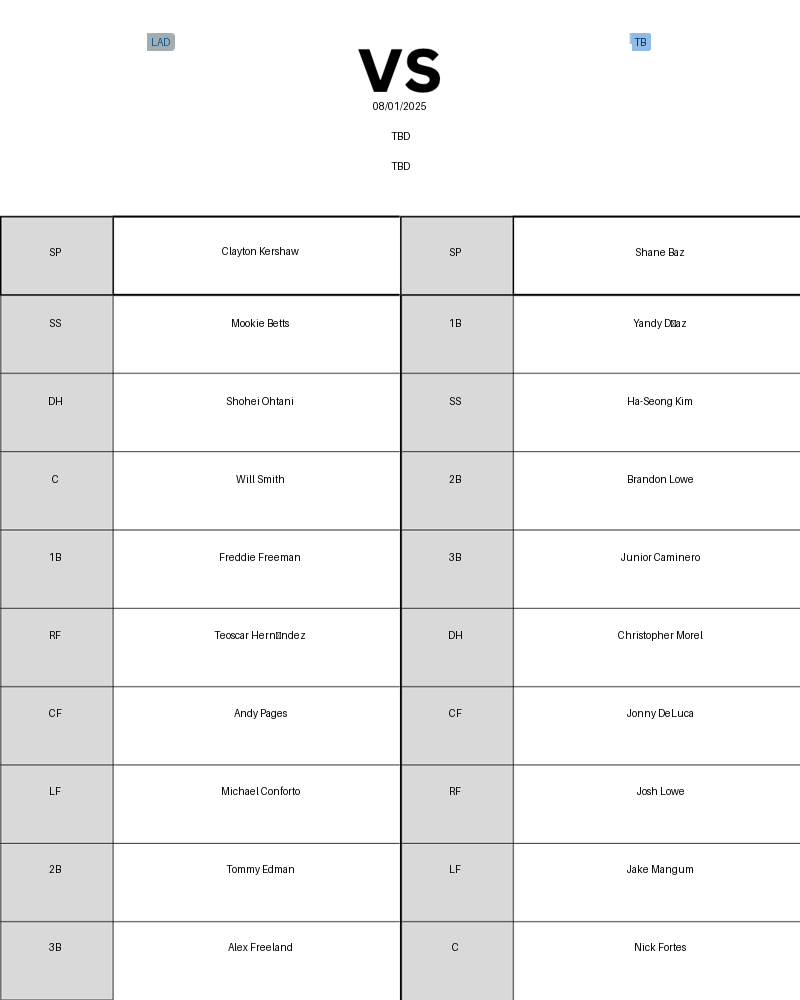 LAD
TB
VS
08/01/2025
TBD
TBD
SP Clayton Kershaw SP Shane Baz
SS Mookie Betts 1B Yandy D□az
DH Shohei Ohtani SS Ha-Seong Kim
C Will Smith 2B Brandon Lowe
1B Freddie Freeman 3B Junior Caminero
RF Teoscar Hern□ndez DH Christopher Morel
CF Andy Pages CF Jonny DeLuca
LF Michael Conforto RF Josh Lowe
2B Tommy Edman LF Jake Mangum
3B Alex Freeland C Nick Fortes